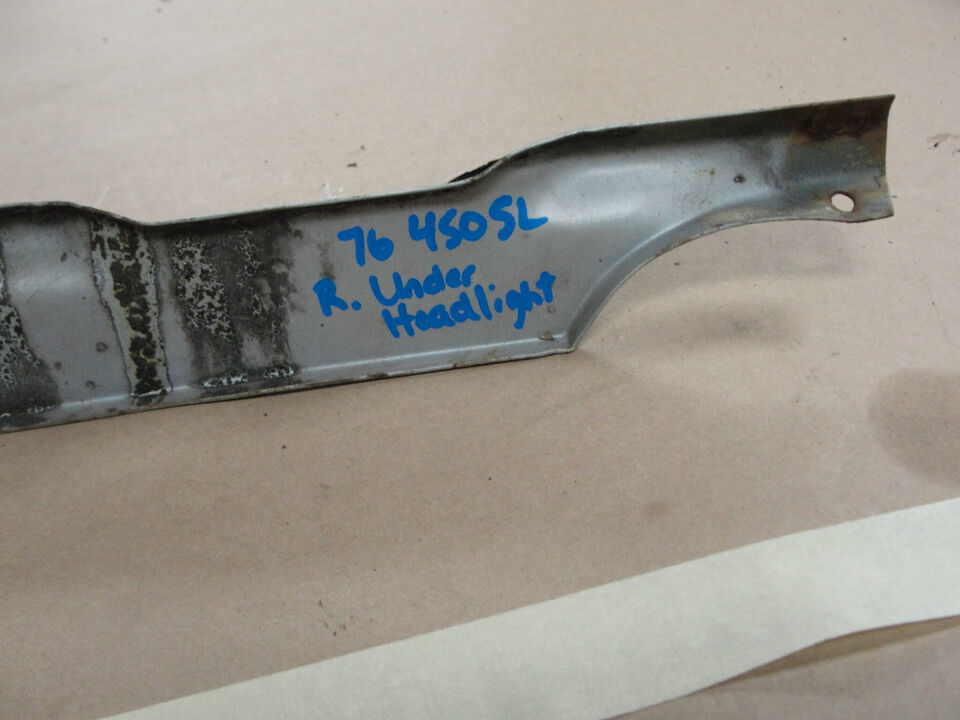 76 450SL
R. Under
Headlight